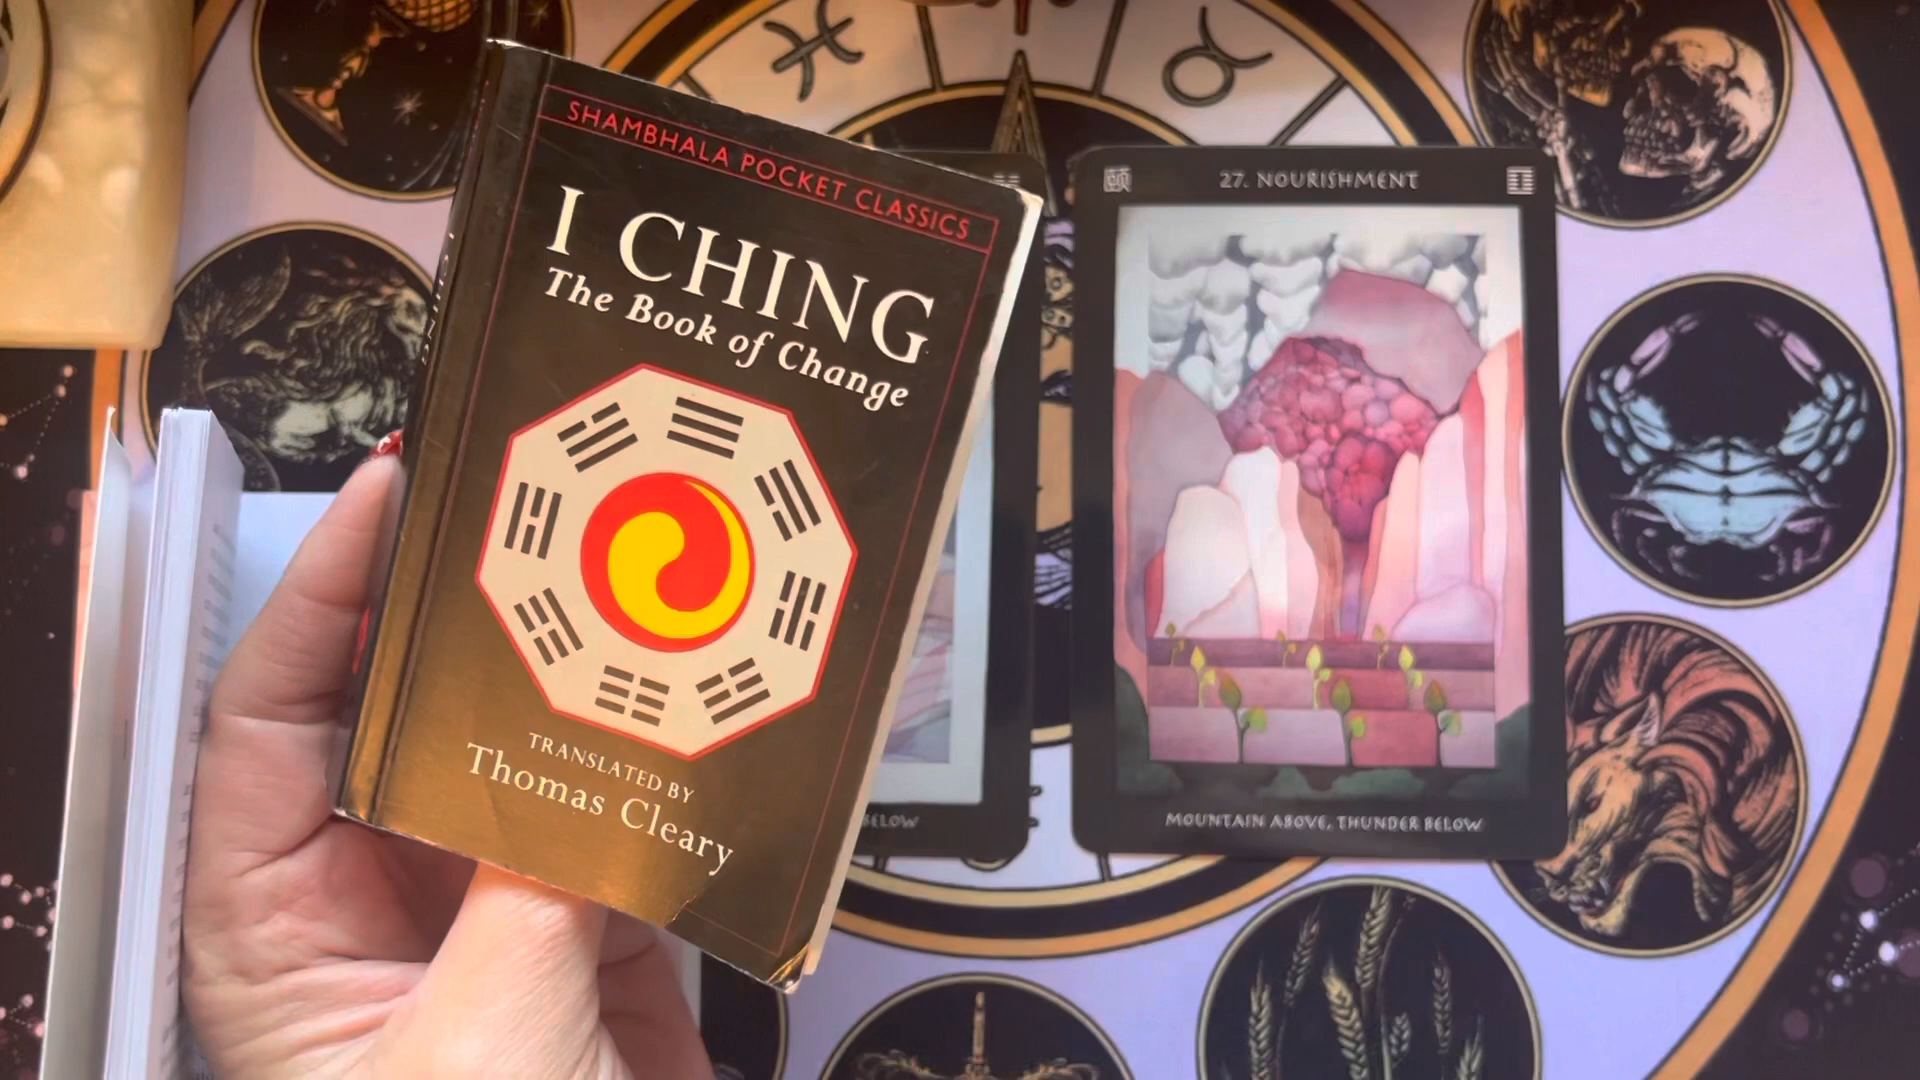 SHAMBHALA POCKET CLASSICS
I CHING
The Book of Change
TRANSLATED BY
Thomas Cleary
BELOW
頤
27. NOURISHMENT
MOUNTAIN ABOVE, THUNDER BELOW